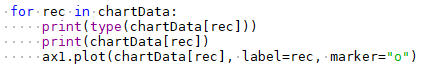 for rec in chartData:
    print(type(chartData[rec]))
    print(chartData[rec])
    ax1.plot(chartData[rec], label=rec, marker="o")